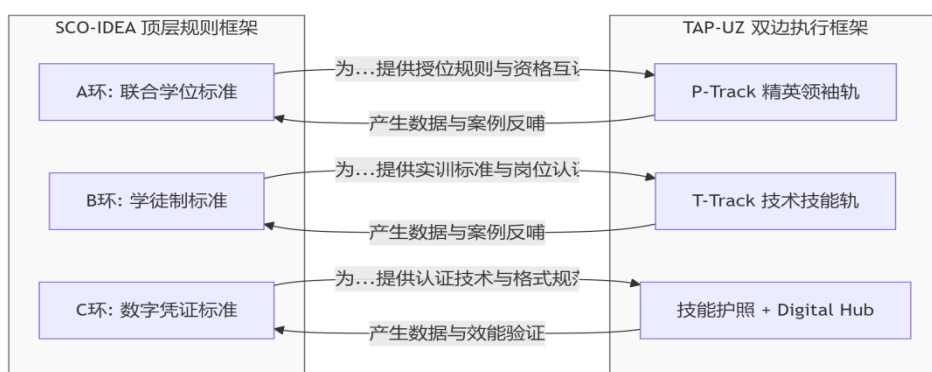 SCO-IDEA 顶层规则框架
TAP-UZ 双边执行框架
A环: 联合学位标准
为...提供授位规则与资格互
产生数据与案例反哺
P-Track 精英领袖轨
B环: 学徒制标准
为...提供实训标准与岗位认
产生数据与案例反哺
T-Track 技术技能轨
C环: 数字凭证标准
为...提供认证技术与格式规
产生数据与效能验证
技能护照 + Digital Hub